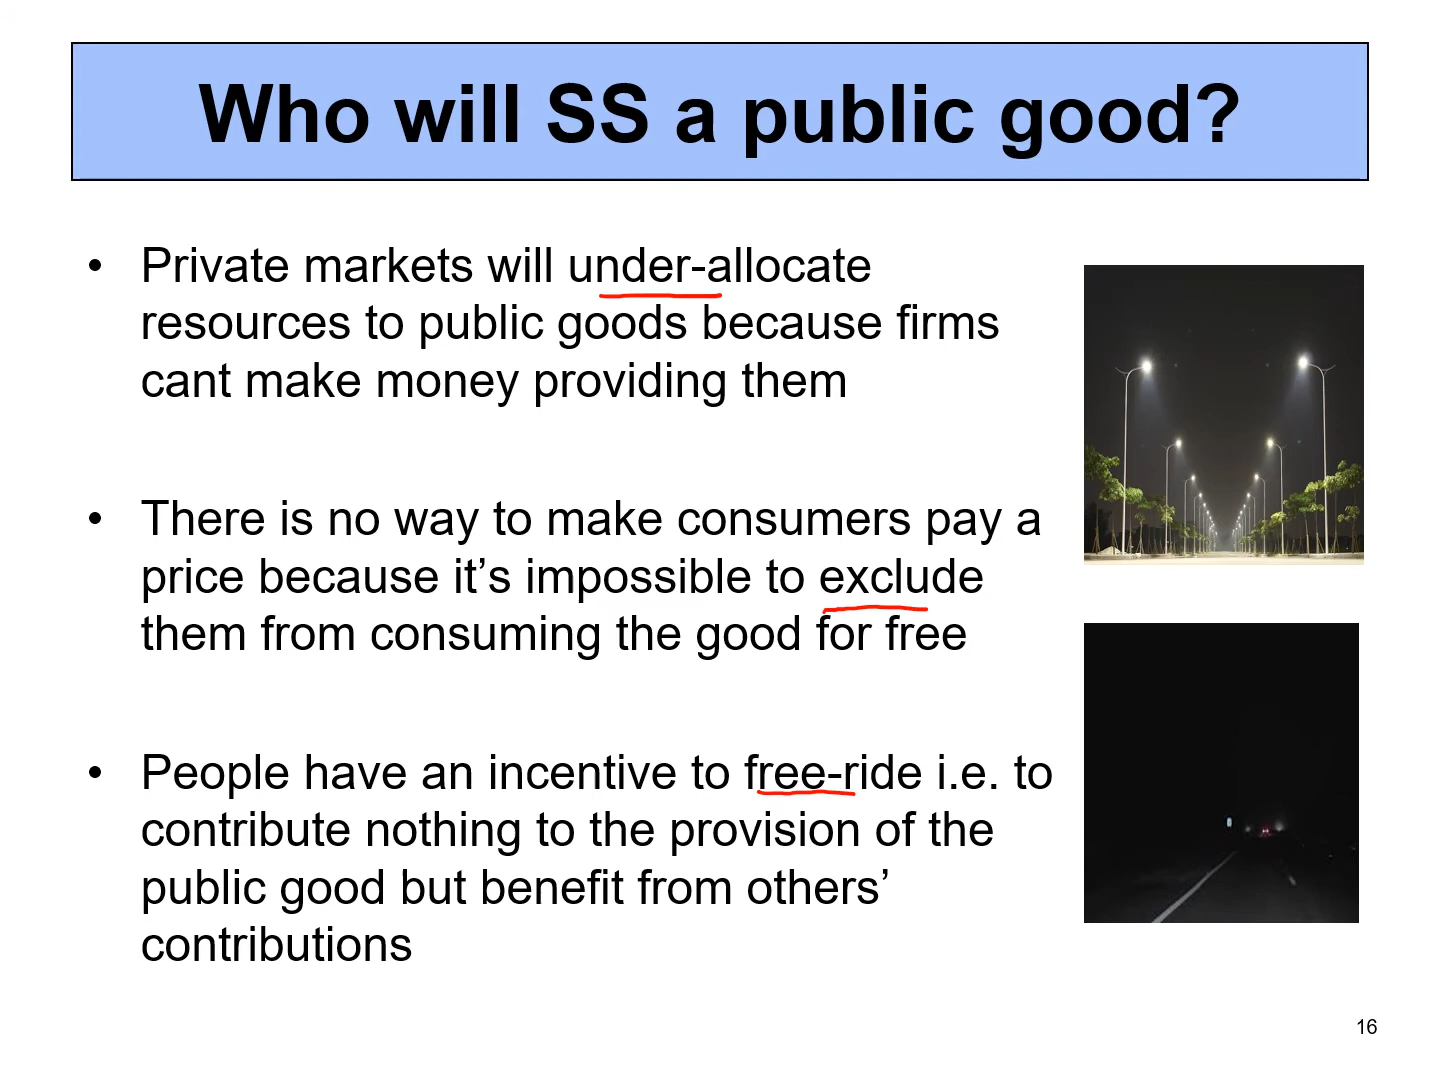 Who will SS a public good?
• Private markets will under-allocate
resources to public goods because firms
cant make money providing them
• There is no way to make consumers pay a
price because it’s impossible to exclude
them from consuming the good for free
• People have an incentive to free-ride i.e. to
contribute nothing to the provision of the
public good but benefit from others’
contributions
16